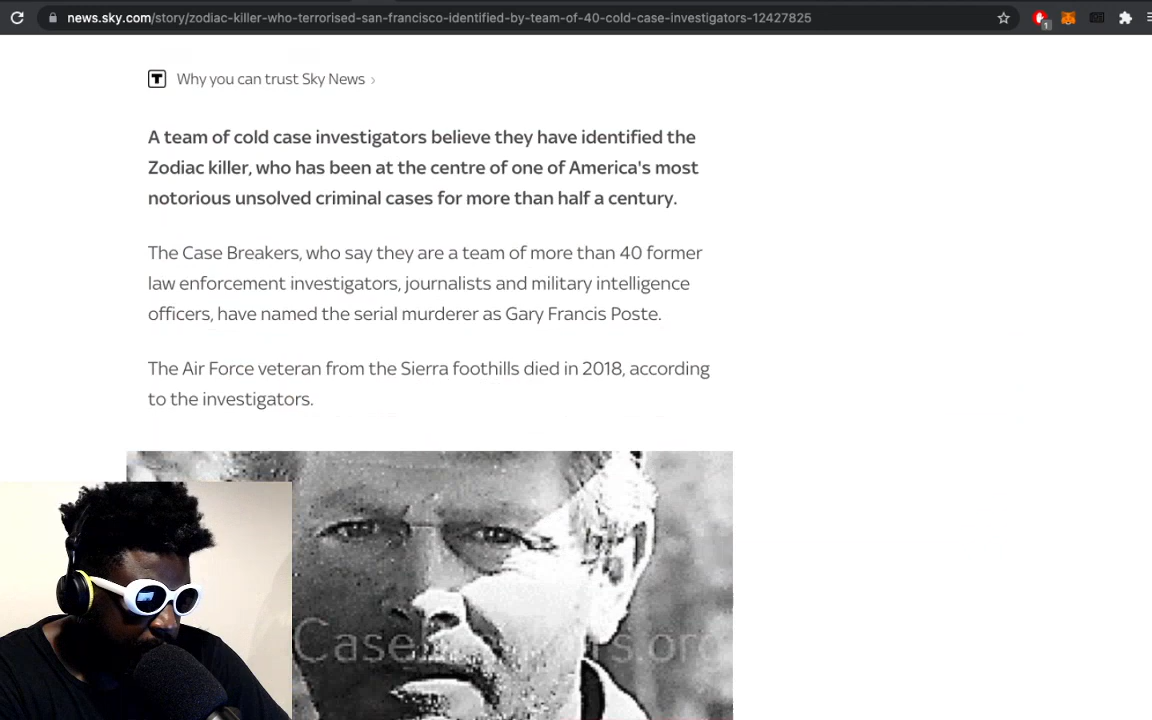 news.sky.com/story/zodiac-killer-who-terrorised-san-francisco-identified-by-team-of-40-cold-case-investigators-12427825
1
T Why you can trust Sky News >
A team of cold case investigators believe they have identified the
Zodiac killer, who has been at the centre of one of America's most
notorious unsolved criminal cases for more than half a century.
The Case Breakers, who say they are a team of more than 40 former
law enforcement investigators, journalists and military intelligence
officers, have named the serial murderer as Gary Francis Poste.
The Air Force veteran from the Sierra foothills died in 2018, according
to the investigators.